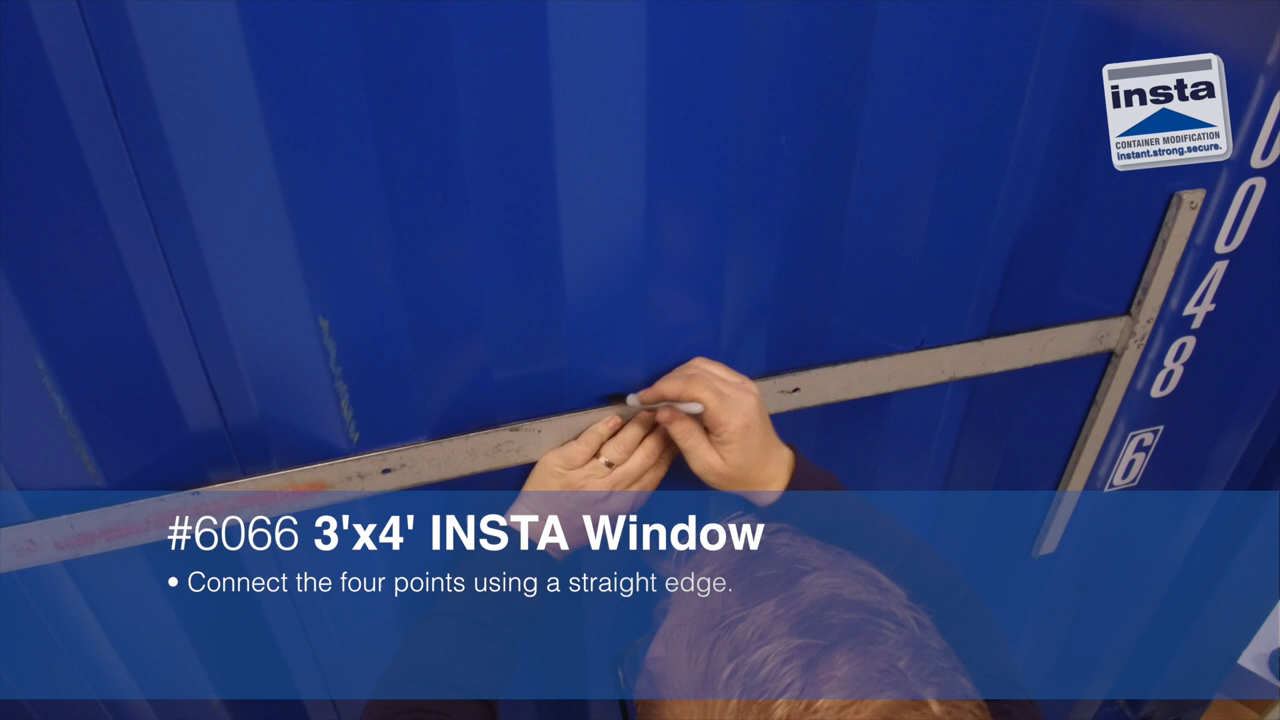 insta
CONTAINER MODIFICATION
instant.strong.secure.
0
0
4
8
6
#6066 3'x4' INSTA Window
• Connect the four points using a straight edge.